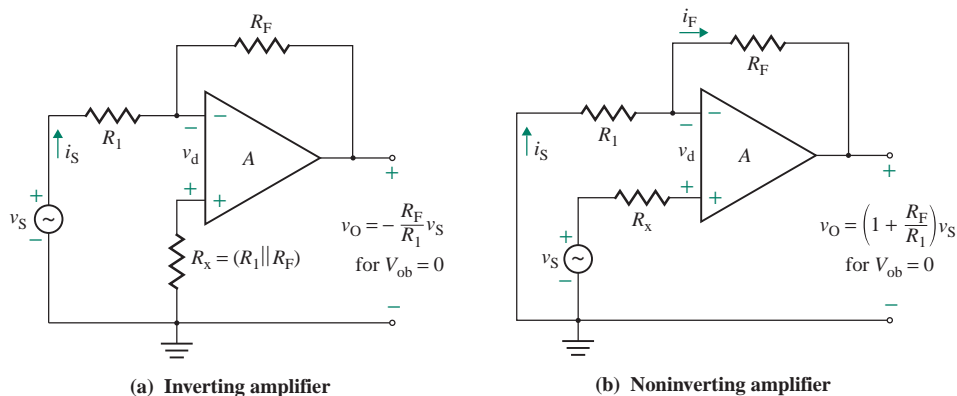 R_F
R_1
i_S
v_S
+
−
−
v_d
+
−
+
A
R_x = (R_1 || R_F)
+
v_O = − R_F/R_1 v_S
for V_ob = 0
−
(a) Inverting amplifier
i_F
R_F
R_1
i_S
−
v_d
+
−
+
A
R_x
+
v_S
−
+
v_O = (1 + R_F/R_1) v_S
for V_ob = 0
−
(b) Noninverting amplifier